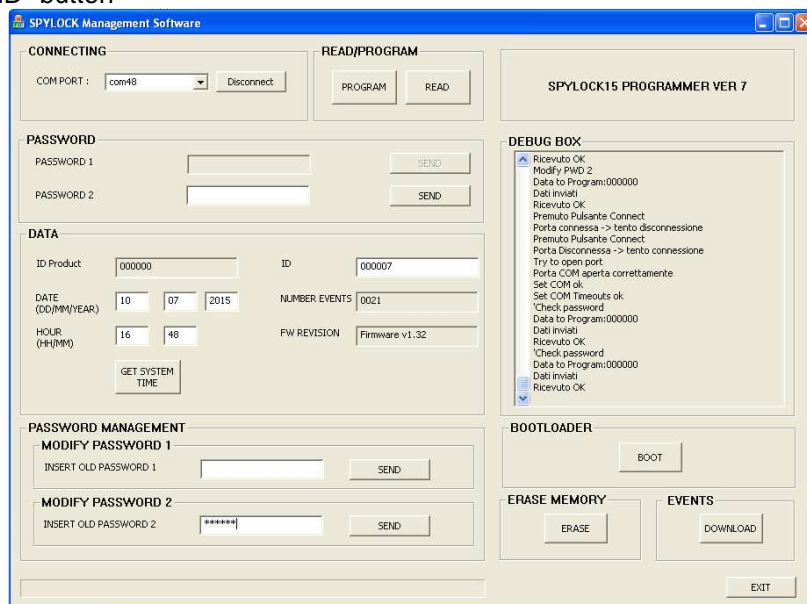 ID" button
SPYLOCK Management Software
CONNECTING
COM PORT :
com48
Disconnect
READ/PROGRAM
PROGRAM
READ
SPYLOCK15 PROGRAMMER VER 7
PASSWORD
PASSWORD 1
SEND
PASSWORD 2
SEND
DATA
ID Product
000000
ID
000007
DATE
(DD/MM/YEAR)
10
07
2015
NUMBER EVENTS
0021
HOUR
(HH/MM)
16
48
FW REVISION
Firmware v1.32
GET SYSTEM
TIME
DEBUG BOX
Ricevuto OK
Modify PWD 2
Data to Program:000000
Dati inviati
Ricevuto OK
Premuto Pulsante Connect
Porta connessa -> tento disconnessione
Premuto Pulsante Connect
Porta Disconnessa -> tento connessione
Try to open port
Porta COM aperta correttamente
Set COM ok
Set COM Timeouts ok
'Check password
Data to Program:000000
Dati inviati
Ricevuto OK
'Check password
Data to Program:000000
Dati inviati
Ricevuto OK
PASSWORD MANAGEMENT
MODIFY PASSWORD 1
INSERT OLD PASSWORD 1
SEND
MODIFY PASSWORD 2
INSERT OLD PASSWORD 2
******
SEND
BOOTLOADER
BOOT
ERASE MEMORY
ERASE
EVENTS
DOWNLOAD
EXIT